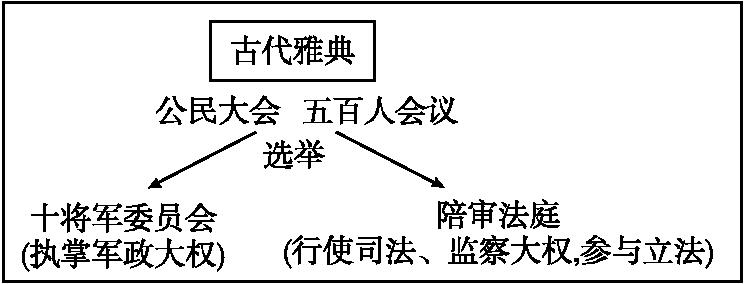 古代雅典
公民大会 五百人会议
选举
十将军委员会
(执掌军政大权)
陪审法庭
(行使司法、监察大权,参与立法)